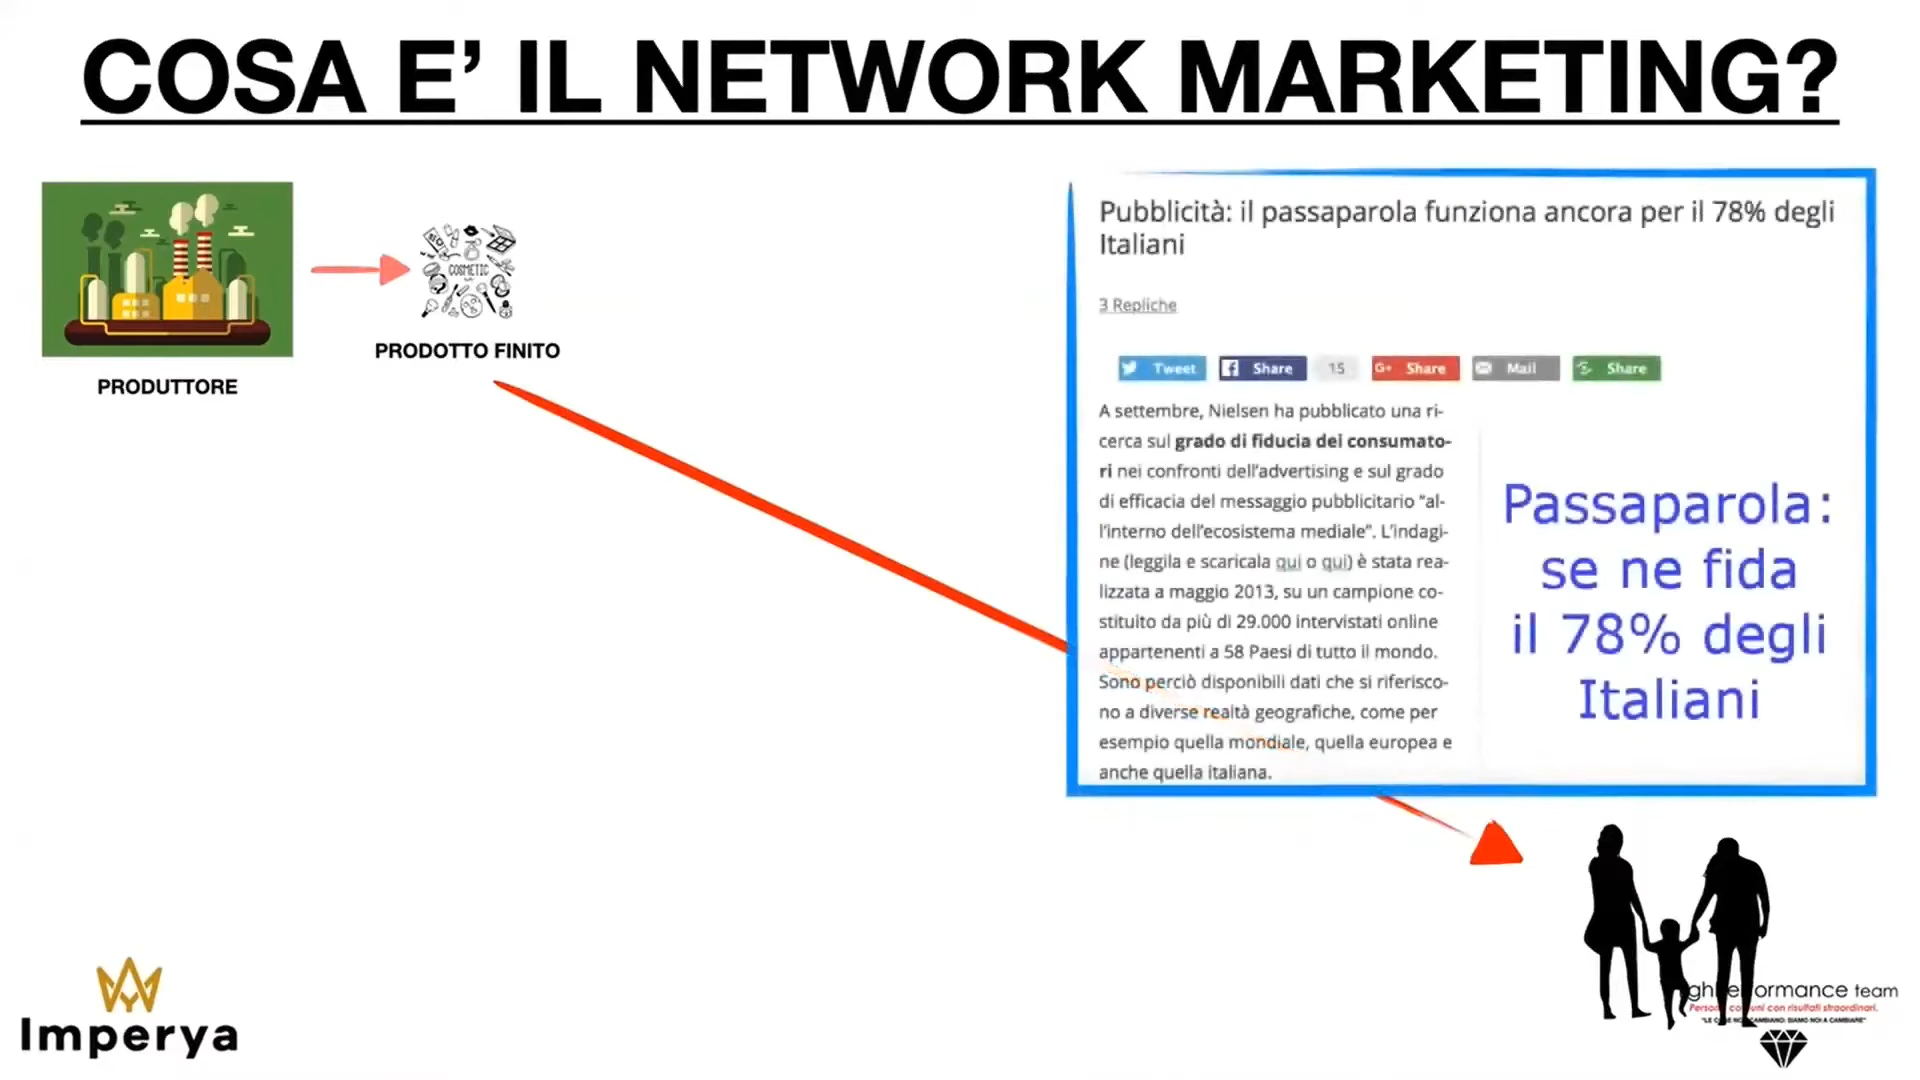 COSA E’ IL NETWORK MARKETING?
COSMETIC
PRODOTTO FINITO
PRODUTTORE
Pubblicità: il passaparola funziona ancora per il 78% degli
Italiani
3 Repliche
Tweet
Share
15
G+ Share
Mail
Share
A settembre, Nielsen ha pubblicato una ri-
cerca sul grado di fiducia dei consumato-
ri nei confronti dell’advertising e sul grado
di efficacia del messaggio pubblicitario “al-
l’interno dell’ecosistema mediale”. L’indagi-
ne (leggila e scaricala qui o qui) è stata rea-
lizzata a maggio 2013, su un campione co-
stituito da più di 29.000 intervistati online
appartenenti a 58 Paesi di tutto il mondo.
Sono perciò disponibili dati che si riferisco-
no a diverse realtà geografiche, come per
esempio quella mondiale, quella europea e
anche quella italiana.
Passaparola:
se ne fida
il 78% degli
Italiani
Imperya
team
con risultati straordinari.
SIAMO NOI A CAMBIARE"